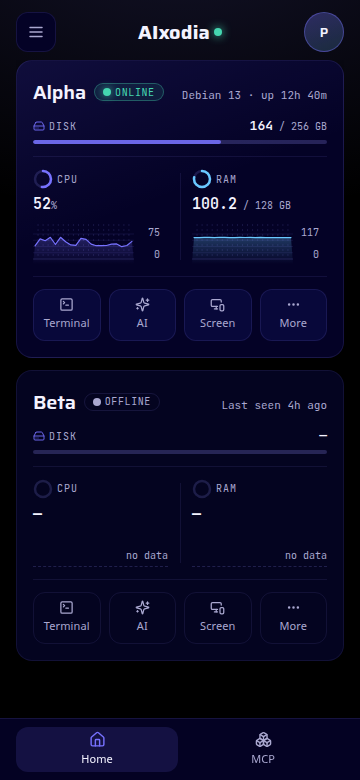 AIxodia
P
Alpha
ONLINE
Debian 13 · up 12h 40m
DISK
164 / 256 GB
CPU
RAM
52%
100.2 / 128 GB
75
0
117
0
Terminal
AI
Screen
More
Beta
OFFLINE
Last seen 4h ago
DISK
—
CPU
RAM
—
—
no data
no data
Terminal
AI
Screen
More
Home
MCP